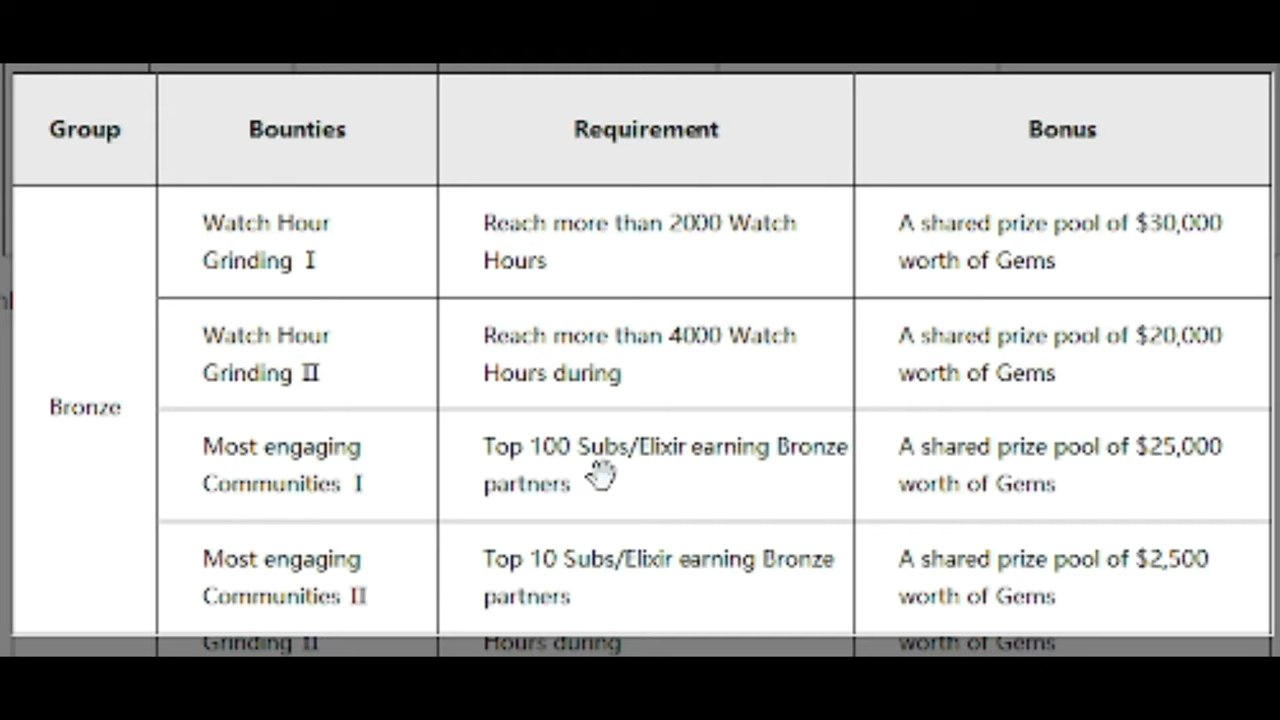 Group Bounties Requirement Bonus
Watch Hour Reach more than 2000 Watch A shared prize pool of $30,000
Grinding I Hours worth of Gems
Watch Hour Reach more than 4000 Watch A shared prize pool of $20,000
Grinding II Hours during worth of Gems
Bronze
Most engaging Top 100 Subs/Elixir earning Bronze A shared prize pool of $25,000
Communities I partners worth of Gems
Most engaging Top 10 Subs/Elixir earning Bronze A shared prize pool of $2,500
Communities II partners worth of Gems
Grinding II Hours during worth of Gems